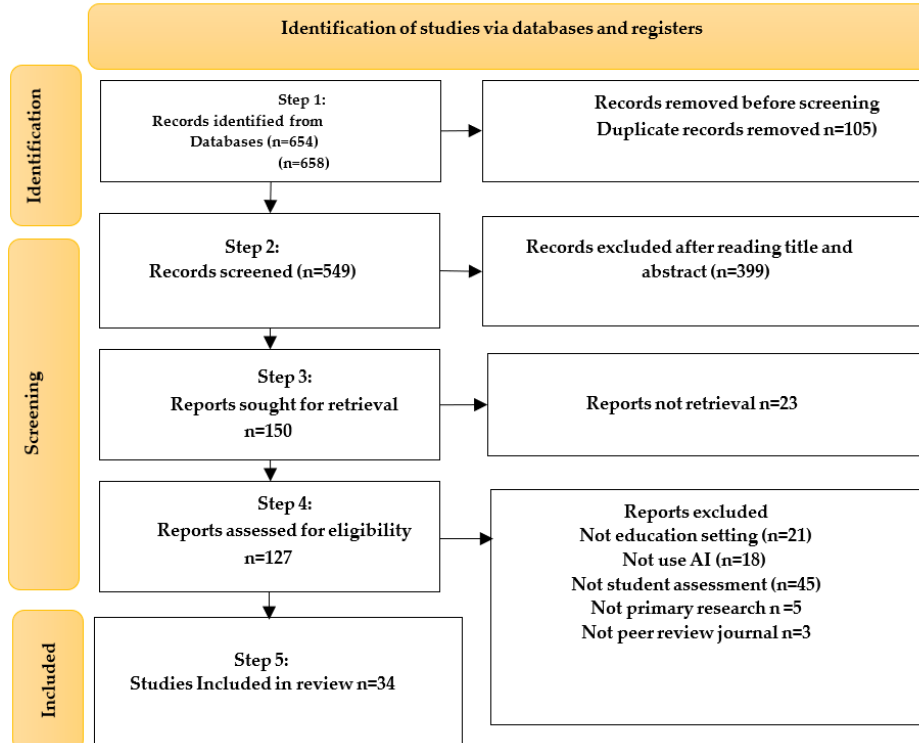 Identification of studies via databases and registers
Identification
Step 1:
Records identified from
Databases (n=654)
(n=658)
Records removed before screening
Duplicate records removed n=105)
Screening
Step 2:
Records screened (n=549)
Records excluded after reading title and
abstract (n=399)
Step 3:
Reports sought for retrieval
n=150
Reports not retrieval n=23
Step 4:
Reports assessed for eligibility
n=127
Reports excluded
Not education setting (n=21)
Not use AI (n=18)
Not student assessment (n=45)
Not primary research n =5
Not peer review journal n=3
Included
Step 5:
Studies Included in review n=34